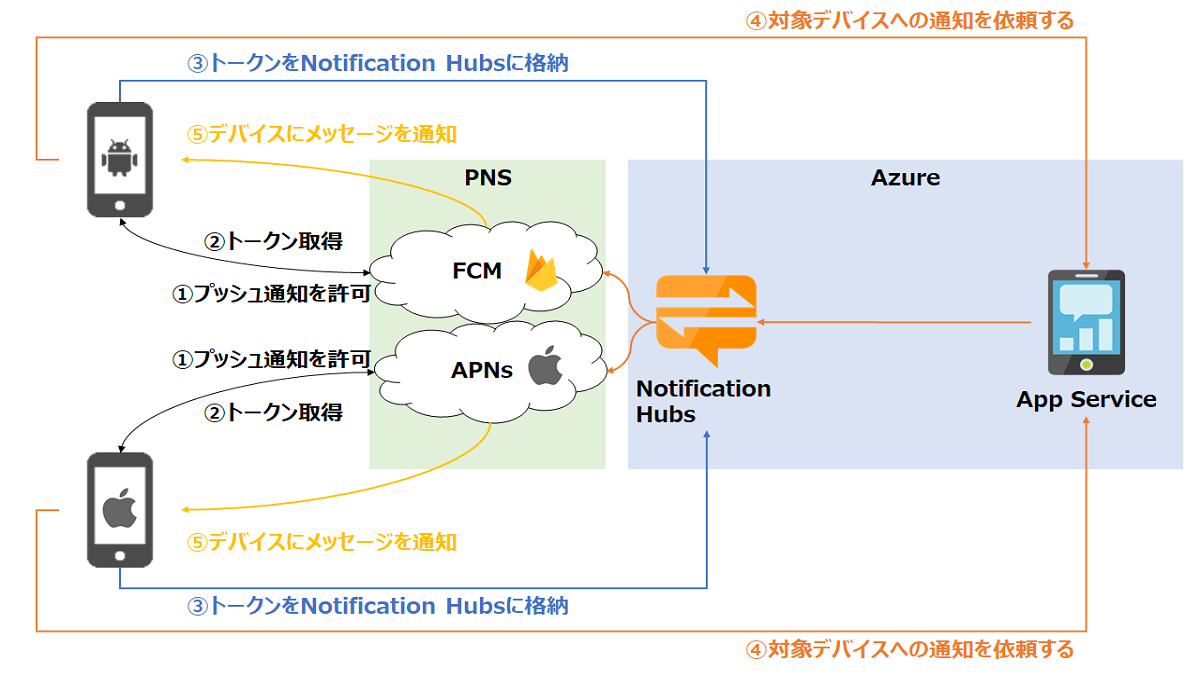 ④対象デバイスへの通知を依頼する
③トークンをNotification Hubsに格納
⑤デバイスにメッセージを通知
PNS
Azure
②トークン取得
FCM
①プッシュ通知を許可
①プッシュ通知を許可
APNs
②トークン取得
Notification
Hubs
App Service
⑤デバイスにメッセージを通知
③トークンをNotification Hubsに格納
④対象デバイスへの通知を依頼する